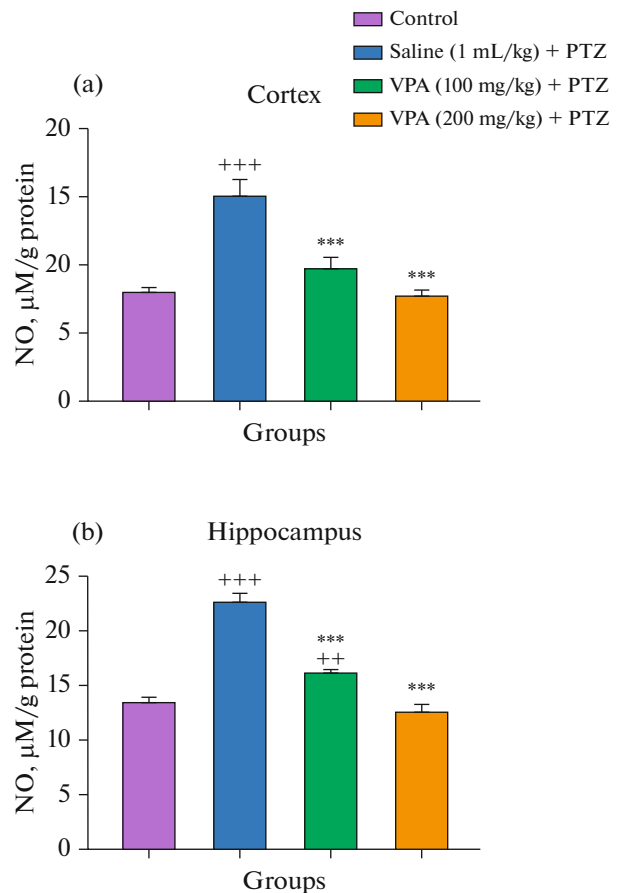 Control
Saline (1 mL/kg) + PTZ
VPA (100 mg/kg) + PTZ
VPA (200 mg/kg) + PTZ
(a)
Cortex
NO, μM/g protein
20
15
20
5
0
+++
***
***
Groups
(b)
Hippocampus
NO, μM/g protein
25
20
15
10
5
0
+++
***
++
***
Groups